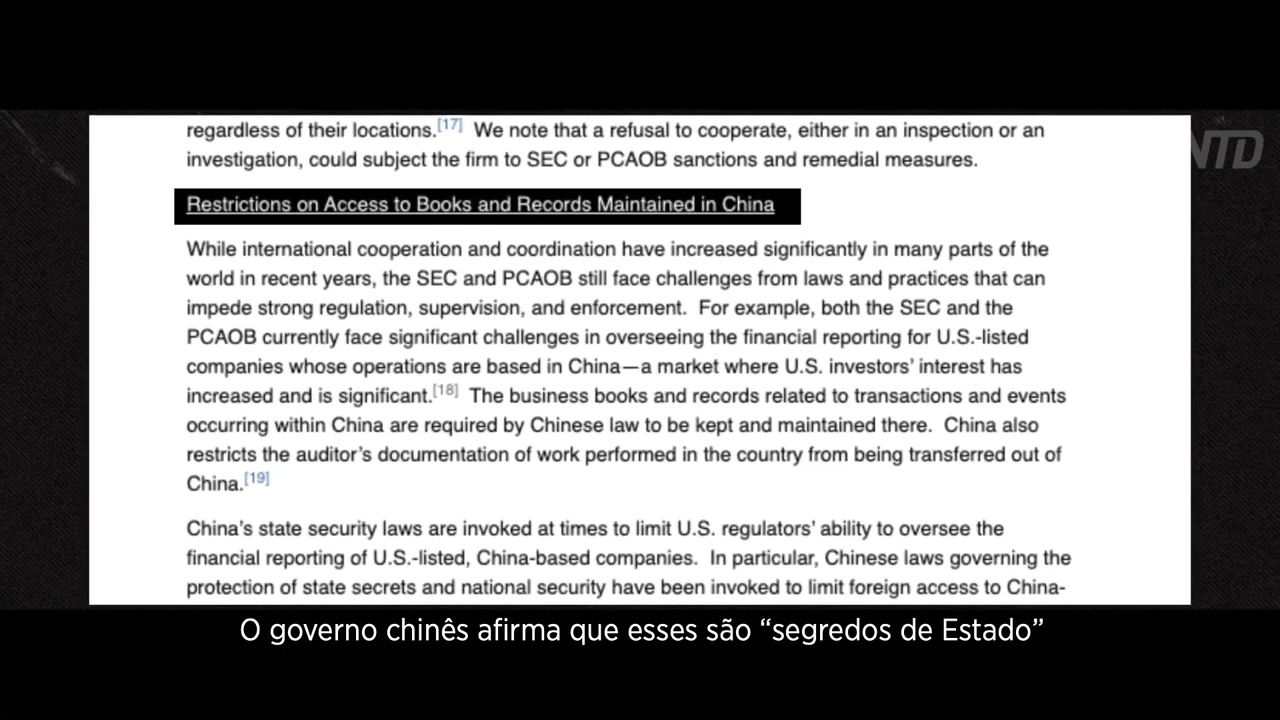 regardless of their locations.[17] We note that a refusal to cooperate, either in an inspection or an
investigation, could subject the firm to SEC or PCAOB sanctions and remedial measures.
NTD
Restrictions on Access to Books and Records Maintained in China
While international cooperation and coordination have increased significantly in many parts of the
world in recent years, the SEC and PCAOB still face challenges from laws and practices that can
impede strong regulation, supervision, and enforcement. For example, both the SEC and the
PCAOB currently face significant challenges in overseeing the financial reporting for U.S.-listed
companies whose operations are based in China—a market where U.S. investors’ interest has
increased and is significant.[18] The business books and records related to transactions and events
occurring within China are required by Chinese law to be kept and maintained there. China also
restricts the auditor’s documentation of work performed in the country from being transferred out of
China.[19]
China’s state security laws are invoked at times to limit U.S. regulators’ ability to oversee the
financial reporting of U.S.-listed, China-based companies. In particular, Chinese laws governing the
protection of state secrets and national security have been invoked to limit foreign access to China-
O governo chinês afirma que esses são “segredos de Estado”